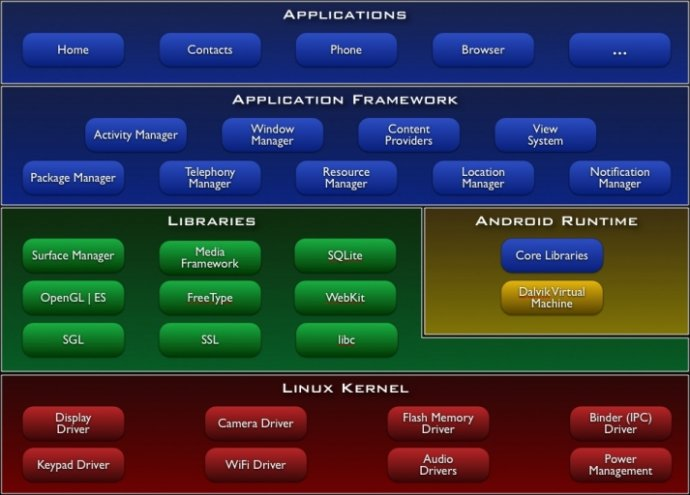 APPLICATIONS
Home
Contacts
Phone
Browser
...
APPLICATION FRAMEWORK
Activity Manager
Window
Manager
Content
Providers
View
System
Package Manager
Telephony
Manager
Resource
Manager
Location
Manager
Notification
Manager
LIBRARIES
Surface Manager
Media
Framework
SQLite
OpenGL | ES
FreeType
WebKit
SGL
SSL
libc
ANDROID RUNTIME
Core Libraries
Dalvik Virtual
Machine
LINUX KERNEL
Display
Driver
Camera Driver
Flash Memory
Driver
Binder (IPC)
Driver
Keypad Driver
WiFi Driver
Audio
Drivers
Power
Management